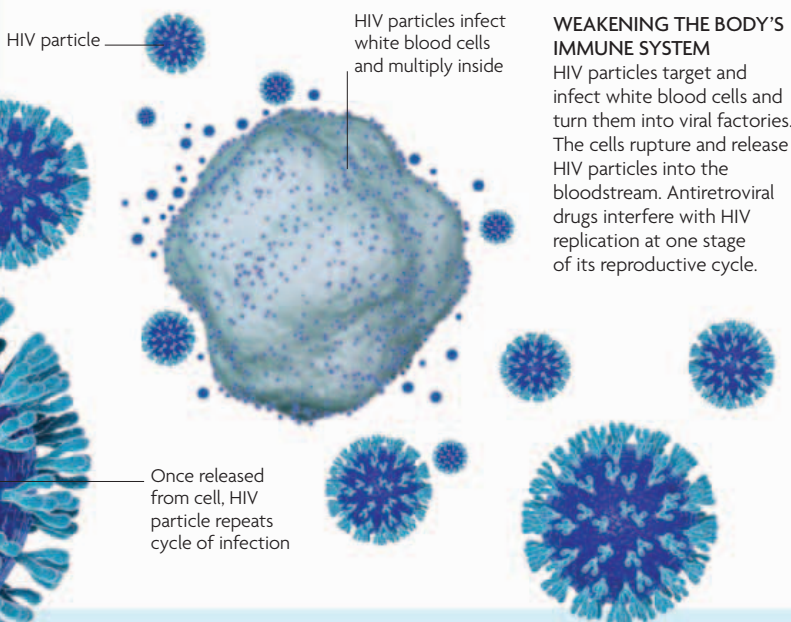 HIV particle
HIV particles infect
white blood cells
and multiply inside
WEAKENING THE BODY’S
IMMUNE SYSTEM
HIV particles target and
infect white blood cells and
turn them into viral factories.
The cells rupture and release
HIV particles into the
bloodstream. Antiretroviral
drugs interfere with HIV
replication at one stage
of its reproductive cycle.
Once released
from cell, HIV
particle repeats
cycle of infection